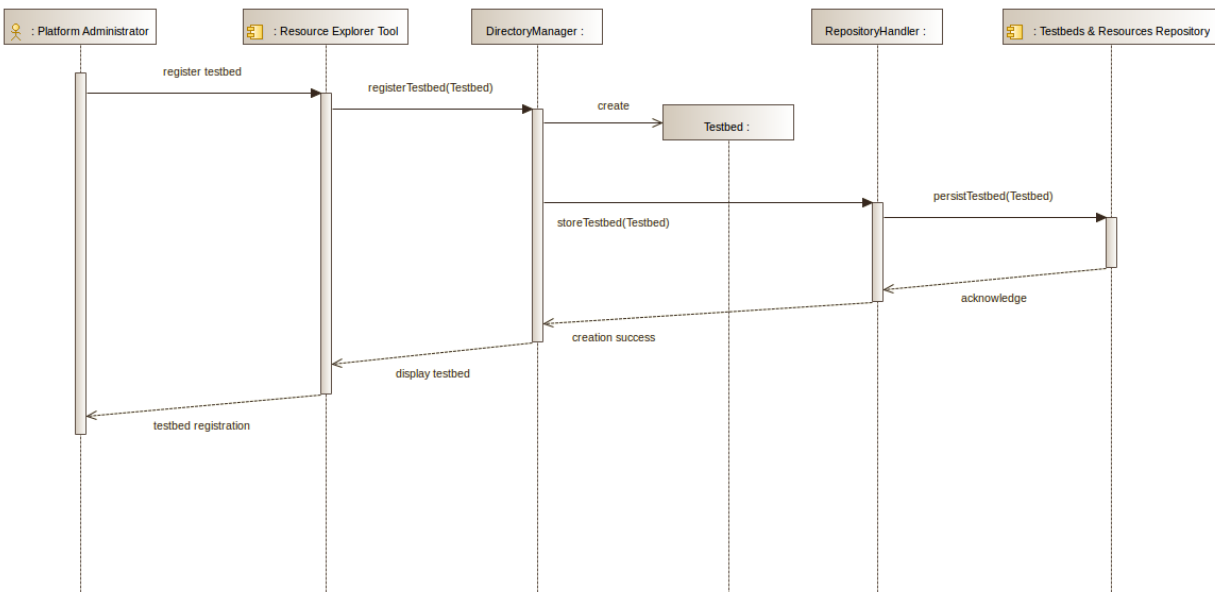 : Platform Administrator
: Resource Explorer Tool
DirectoryManager :
RepositoryHandler :
: Testbeds & Resources Repository
register testbed
registerTestbed(Testbed)
create
Testbed :
persistTestbed(Testbed)
storeTestbed(Testbed)
acknowledge
creation success
display testbed
testbed registration